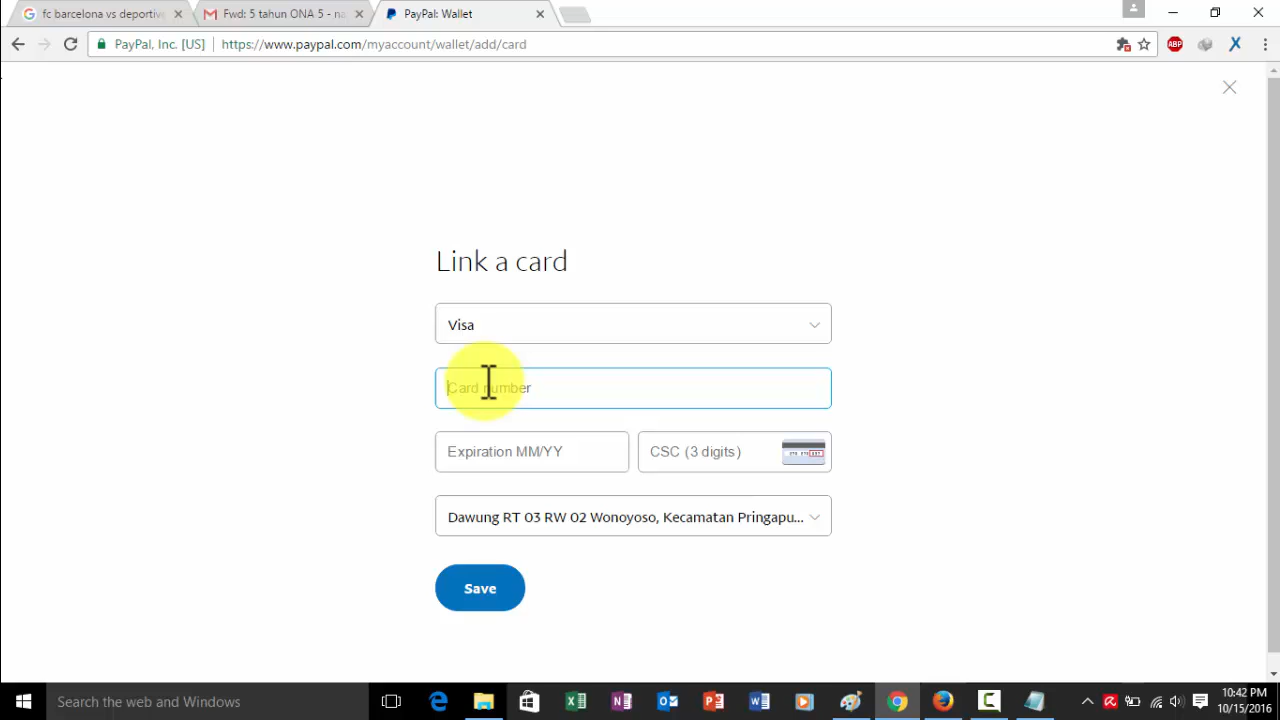 fc barcelona vs deportiv
Fwd: 5 tahun ONA 5 - na
PayPal: Wallet
PayPal, Inc. [US]
https://www.paypal.com/myaccount/wallet/add/card
ABP
Link a card
Visa
Card number
Expiration MM/YY
CSC (3 digits)
Dawung RT 03 RW 02 Wonoyoso, Kecamatan Pringapu...
Save
Search the web and Windows
10:42 PM
10/15/2016